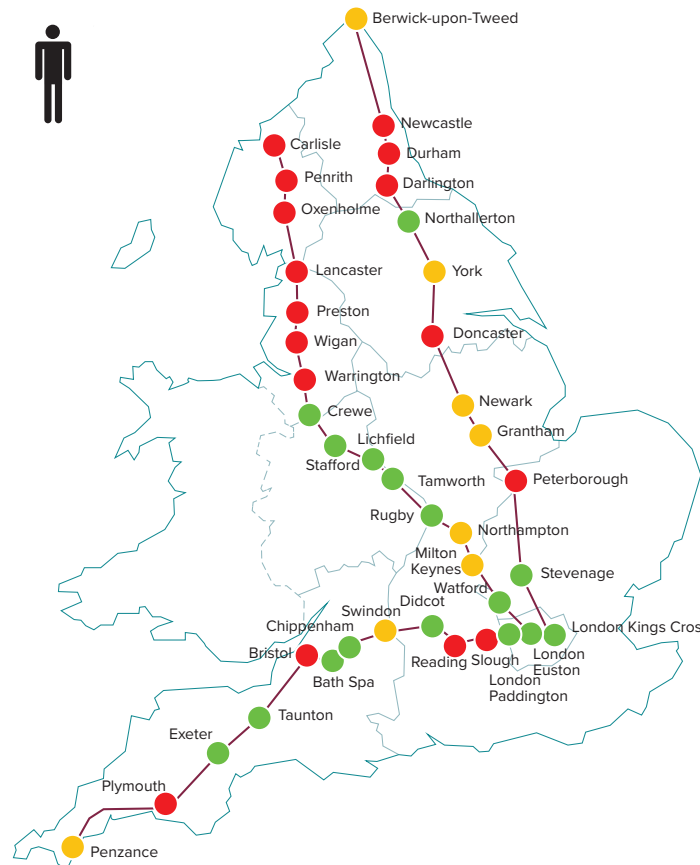 Berwick-upon-Tweed
Newcastle
Carlisle
Durham
Penrith
Darlington
Oxenholme
Northallerton
Lancaster
York
Preston
Doncaster
Wigan
Warrington
Newark
Crewe
Grantham
Lichfield
Stafford
Tamworth
Peterborough
Rugby
Northampton
Milton
Keynes
Stevenage
Watford
Didcot
Swindon
Chippenham
London Kings Cros
Bristol
London
Euston
Reading
Slough
Bath Spa
London
Paddington
Taunton
Exeter
Plymouth
Penzance